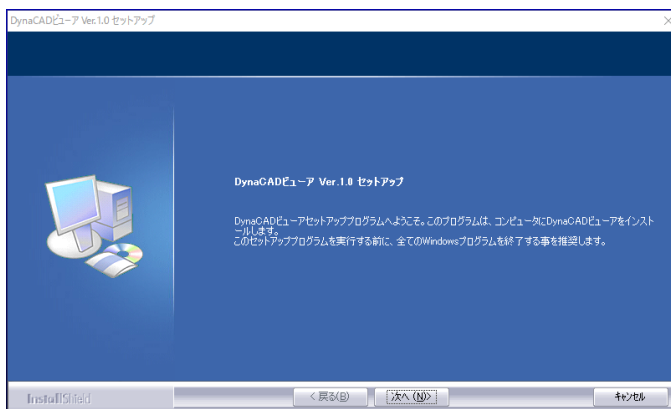 DynaCADビューア Ver.1.0 セットアップ
DynaCADビューア Ver.1.0 セットアップ
DynaCADビューアセットアッププログラムへようこそ。このプログラムは、コンピュータにDynaCADビューアをインスト
ールします。
このセットアッププログラムを実行する前に、全てのWindowsプログラムを終了する事を推奨します。
InstallShield
< 戻る(B)
次へ (N)>
キャンセル